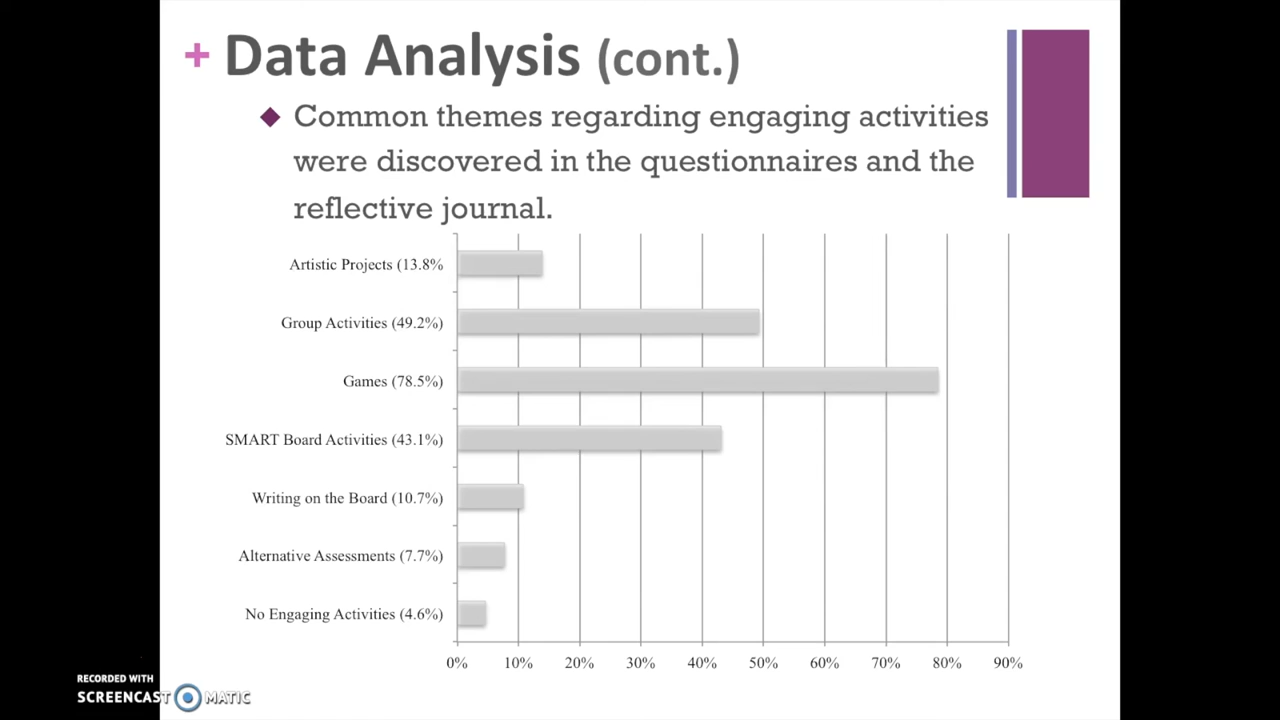 + Data Analysis (cont.)
Common themes regarding engaging activities
were discovered in the questionnaires and the
reflective journal.
Artistic Projects (13.8%
Group Activities (49.2%)
Games (78.5%)
SMART Board Activities (43.1%)
Writing on the Board (10.7%)
Alternative Assessments (7.7%)
No Engaging Activities (4.6%)
0% 10% 20% 30% 40% 50% 60% 70% 80% 90%
RECORDED WITH
SCREENCAST MATIC